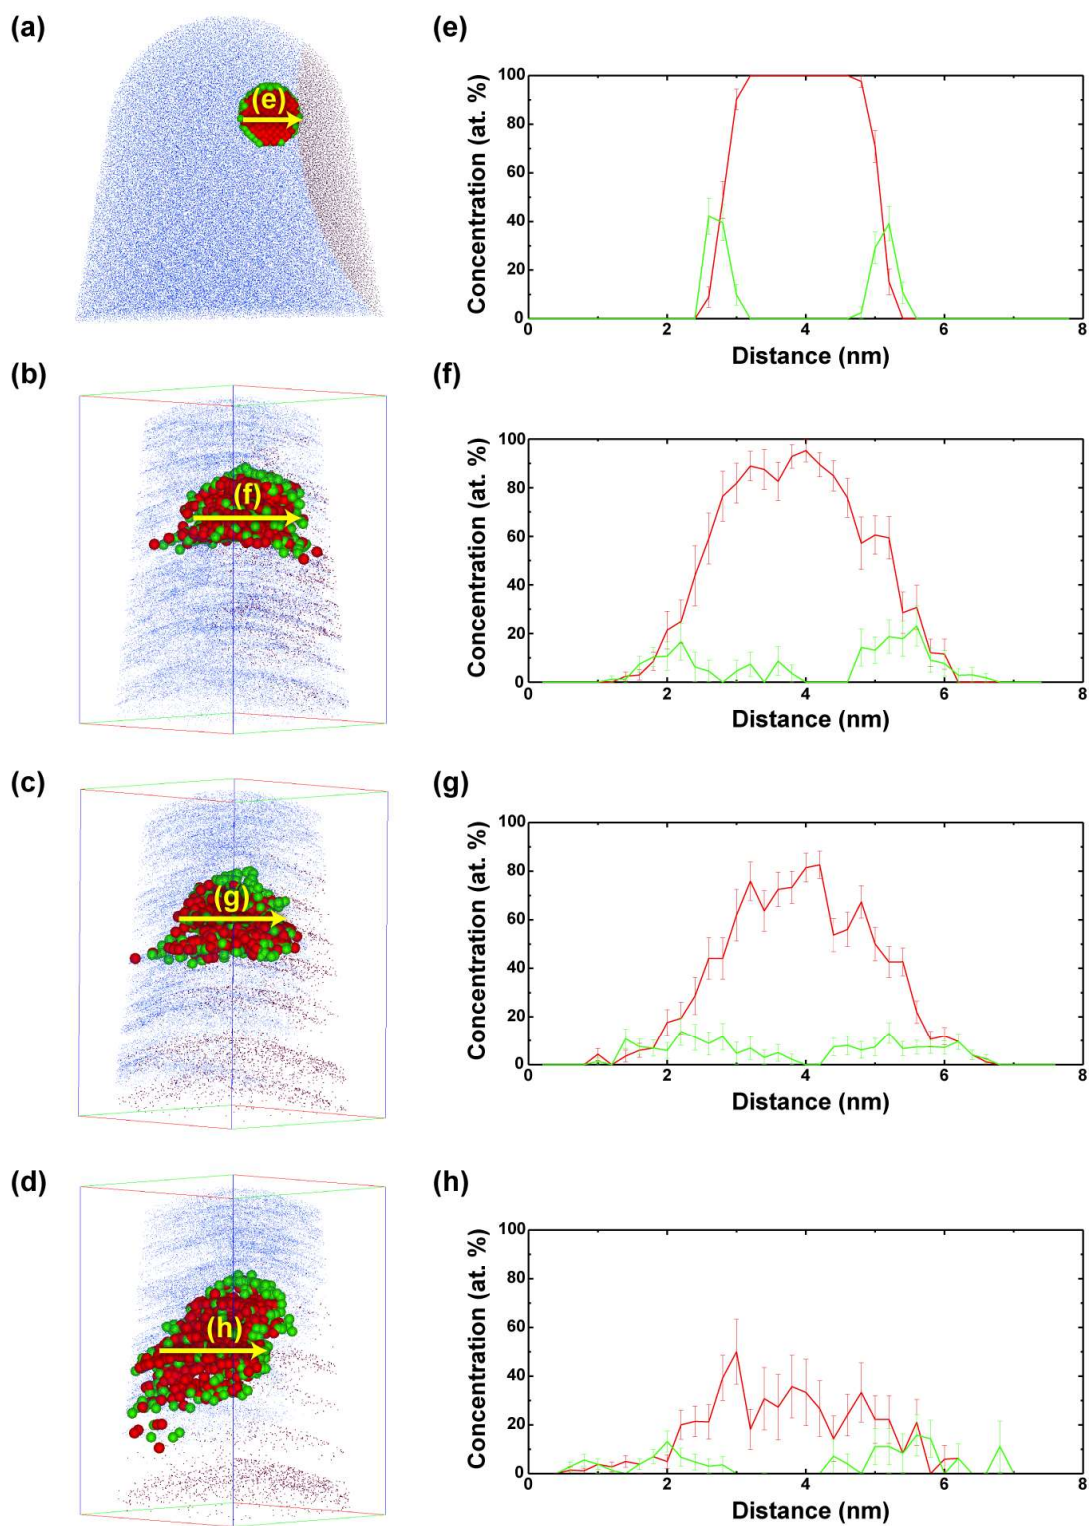 (a)
(e)
(e)
Concentration (at. %)
100
80
60
40
20
0
0 2 4 6 8
Distance (nm)
(b)
(f)
(f)
Concentration (at. %)
100
80
60
40
20
0
0 2 4 6 8
Distance (nm)
(c)
(g)
(g)
Concentration (at. %)
100
80
60
40
20
0
0 2 4 6 8
Distance (nm)
(d)
(h)
(h)
Concentration (at. %)
100
80
60
40
20
0
0 2 4 6 8
Distance (nm)